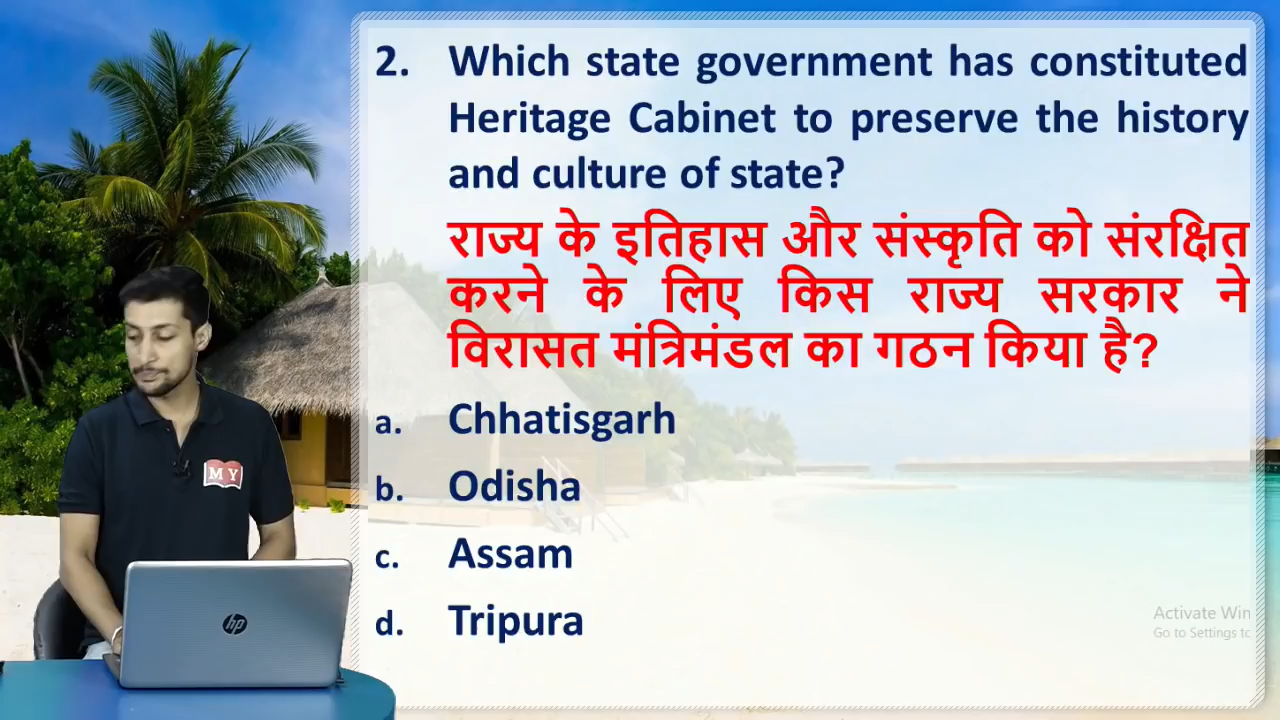 2. Which state government has constituted
Heritage Cabinet to preserve the history
and culture of state?
राज्य के इतिहास और संस्कृति को संरक्षित
करने के लिए किस राज्य सरकार ने
विरासत मंत्रिमंडल का गठन किया है?
a. Chhatisgarh
b. Odisha
c. Assam
d. Tripura
M Y
hp
Activate Win
Go to Settings to